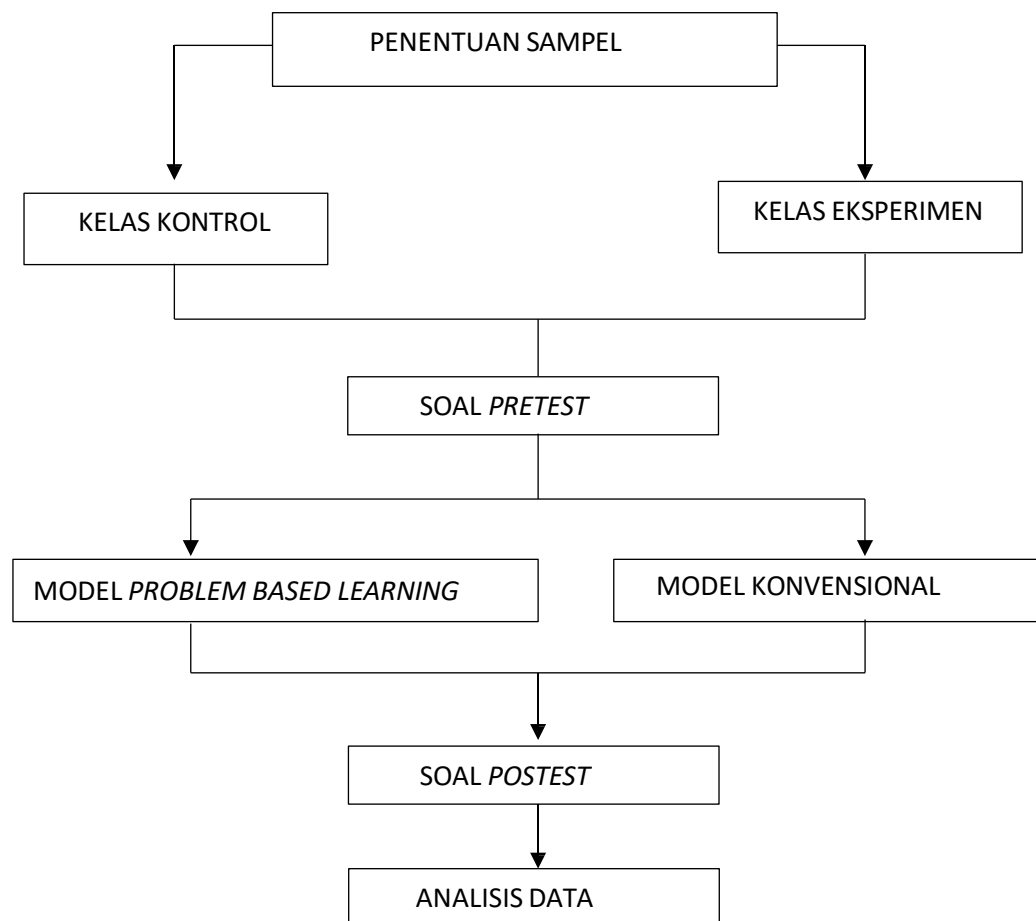 PENENTUAN SAMPEL
KELAS KONTROL
KELAS EKSPERIMEN
SOAL PRETEST
MODEL PROBLEM BASED LEARNING
MODEL KONVENSIONAL
SOAL POSTEST
ANALISIS DATA